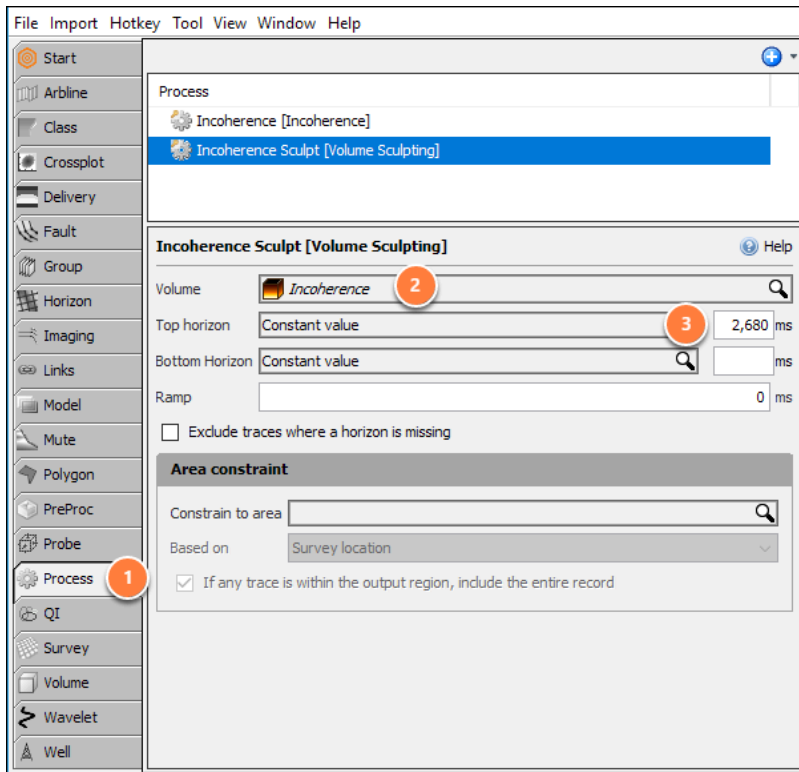 File Import Hotkey Tool View Window Help
Start
Arbline
Class
Crossplot
Delivery
Fault
Group
Horizon
Imaging
Links
Model
Mute
Polygon
PreProc
Probe
Process 1
QI
Survey
Volume
Wavelet
Well
Process
Incoherence [Incoherence]
Incoherence Sculpt [Volume Sculpting]
Incoherence Sculpt [Volume Sculpting] Help
Volume Incoherence 2
Top horizon Constant value 3 2,680 ms
Bottom Horizon Constant value ms
Ramp 0 ms
Exclude traces where a horizon is missing
Area constraint
Constrain to area
Based on Survey location
If any trace is within the output region, include the entire record